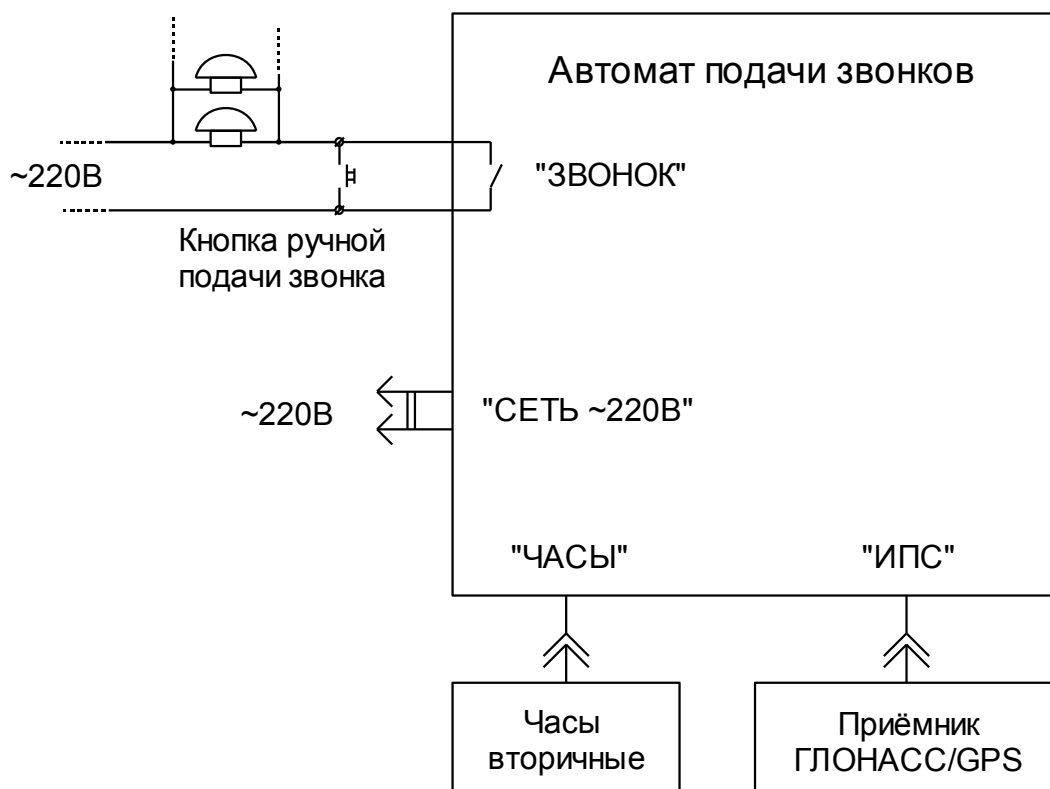 Автомат подачи звонков
~220В
"ЗВОНОК"
Кнопка ручной
подачи звонка
~220В
"СЕТЬ ~220В"
"ЧАСЫ"
"ИПС"
Часы
вторичные
Приёмник
ГЛОНАСС/GPS